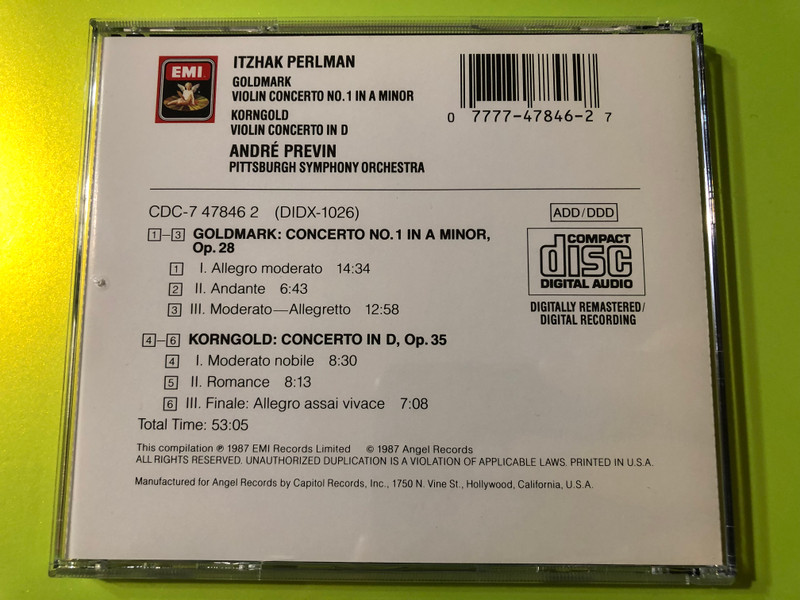 EMI
ITZHAK PERLMAN
GOLDMARK
VIOLIN CONCERTO NO. 1 IN A MINOR
KORNGOLD
VIOLIN CONCERTO IN D
ANDRÉ PREVIN
PITTSBURGH SYMPHONY ORCHESTRA
0 7777-47846-2 7
CDC-7 47846 2 (DIDX-1026)
ADD/DDD
1–3 GOLDMARK: CONCERTO NO. 1 IN A MINOR,
Op. 28
1 I. Allegro moderato 14:34
2 II. Andante 6:43
3 III. Moderato—Allegretto 12:58
COMPACT
disc
DIGITAL AUDIO
DIGITALLY REMASTERED/
DIGITAL RECORDING
4–6 KORNGOLD: CONCERTO IN D, Op. 35
4 I. Moderato nobile 8:30
5 II. Romance 8:13
6 III. Finale: Allegro assai vivace 7:08
Total Time: 53:05
This compilation ℗ 1987 EMI Records Limited © 1987 Angel Records
ALL RIGHTS RESERVED. UNAUTHORIZED DUPLICATION IS A VIOLATION OF APPLICABLE LAWS. PRINTED IN U.S.A.
Manufactured for Angel Records by Capitol Records, Inc., 1750 N. Vine St., Hollywood, California, U.S.A.